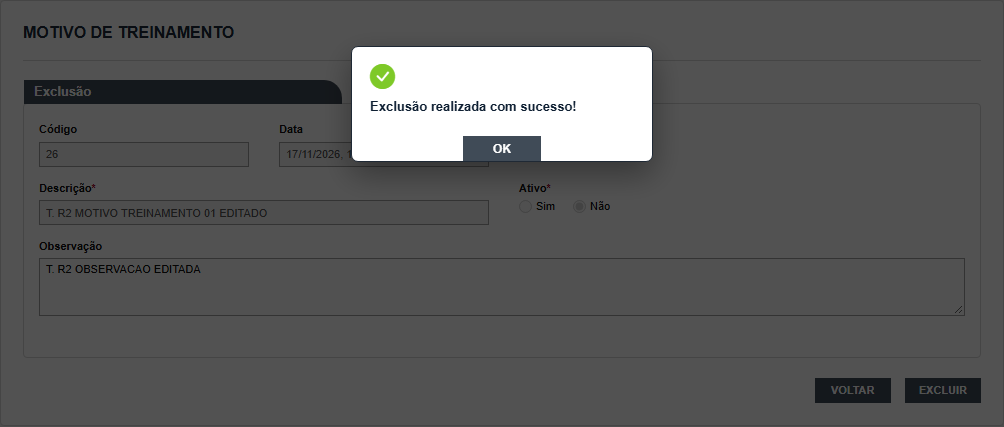 MOTIVO DE TREINAMENTO
Exclusão realizada com sucesso!
OK
Exclusão
Código
Data
26
17/11/2026,
Descrição*
Ativo*
T. R2 MOTIVO TREINAMENTO 01 EDITADO
Sim
Não
Observação
T. R2 OBSERVACAO EDITADA
VOLTAR
EXCLUIR